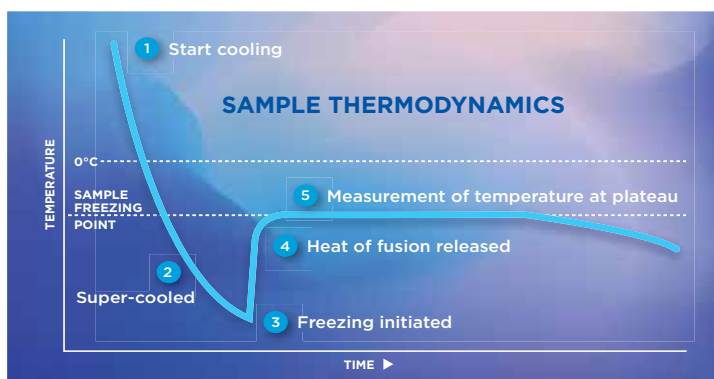 1 Start cooling
SAMPLE THERMODYNAMICS
TEMPERATURE
0°C
5 Measurement of temperature at plateau
SAMPLE
FREEZING
POINT
4 Heat of fusion released
2
Super-cooled
3 Freezing initiated
TIME ▶